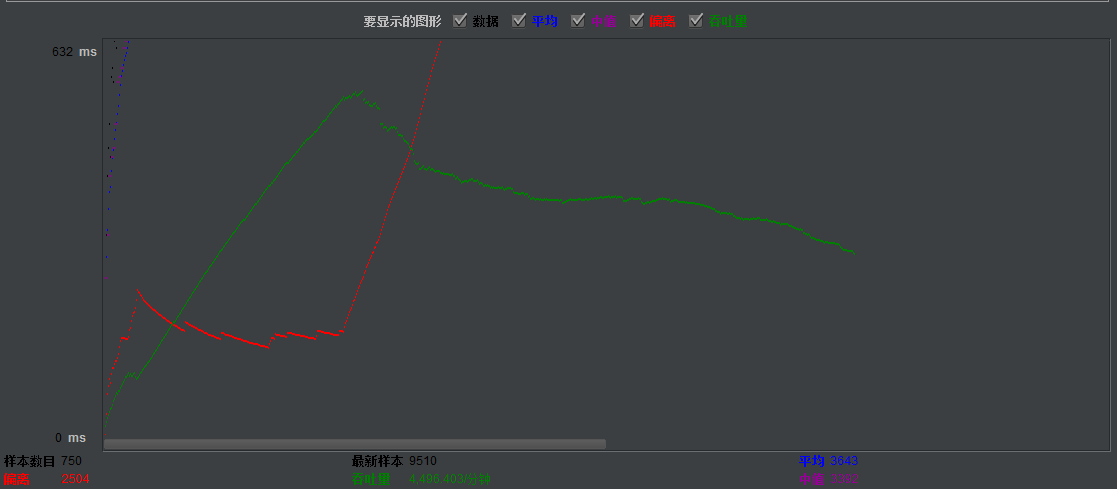 要显示的图形 数据 平均 中值 偏离 吞吐量
632 ms
0 ms
样本数目 750 最新样本 9510 平均 3643
偏离 2504 吞吐量 4,496.403/分钟 中值